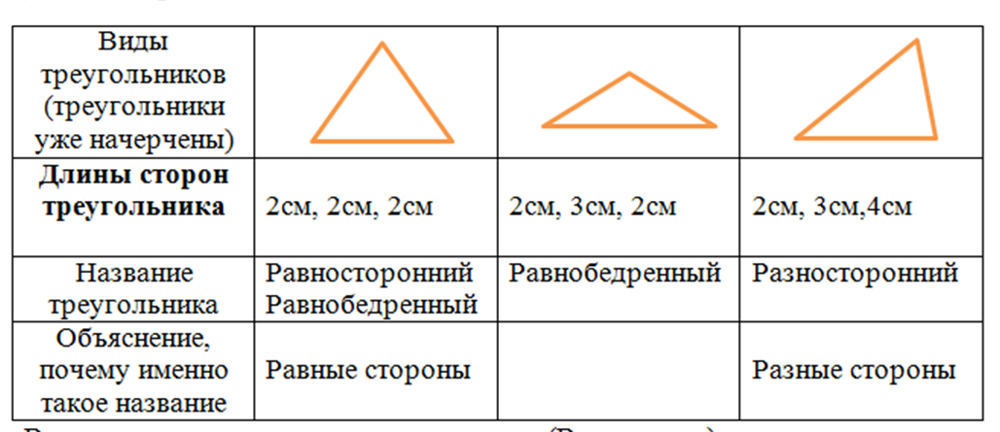 Виды
треугольников
(треугольники
уже начерчены)
Длины сторон
треугольника
2см, 2см, 2см
2см, 3см, 2см
2см, 3см,4см
Название
треугольника
Равносторонний
Равнобедренный
Равнобедренный
Разносторонний
Объяснение,
почему именно
такое название
Равные стороны
Разные стороны